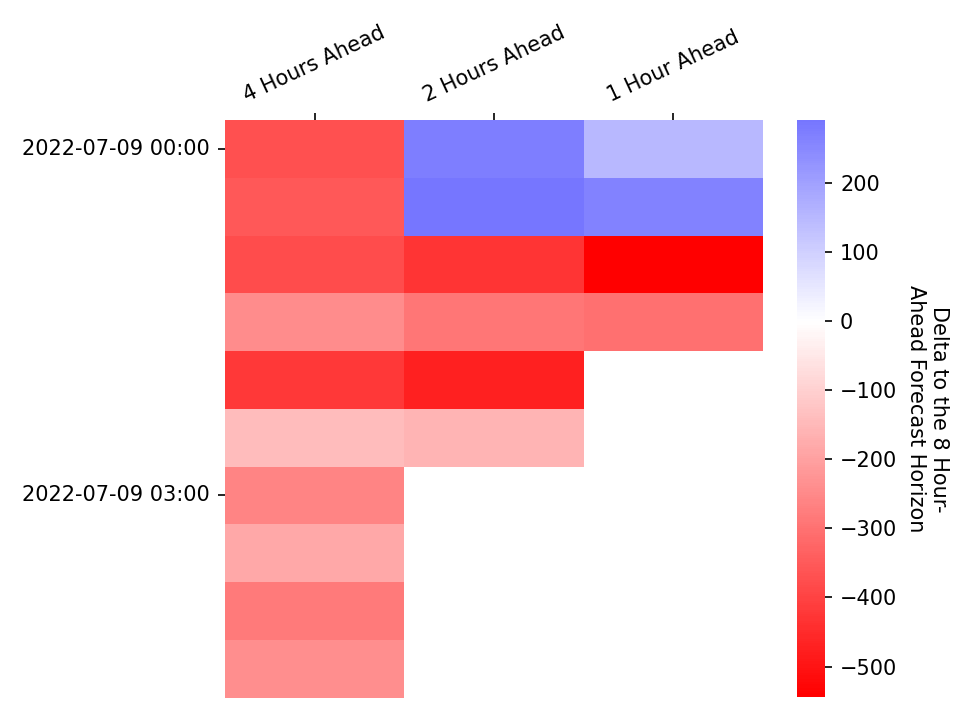 4 Hours Ahead
2 Hours Ahead
1 Hour Ahead
2022-07-09 00:00
2022-07-09 03:00
200
100
0
−100
−200
−300
−400
−500
Delta to the 8 Hour-
Ahead Forecast Horizon